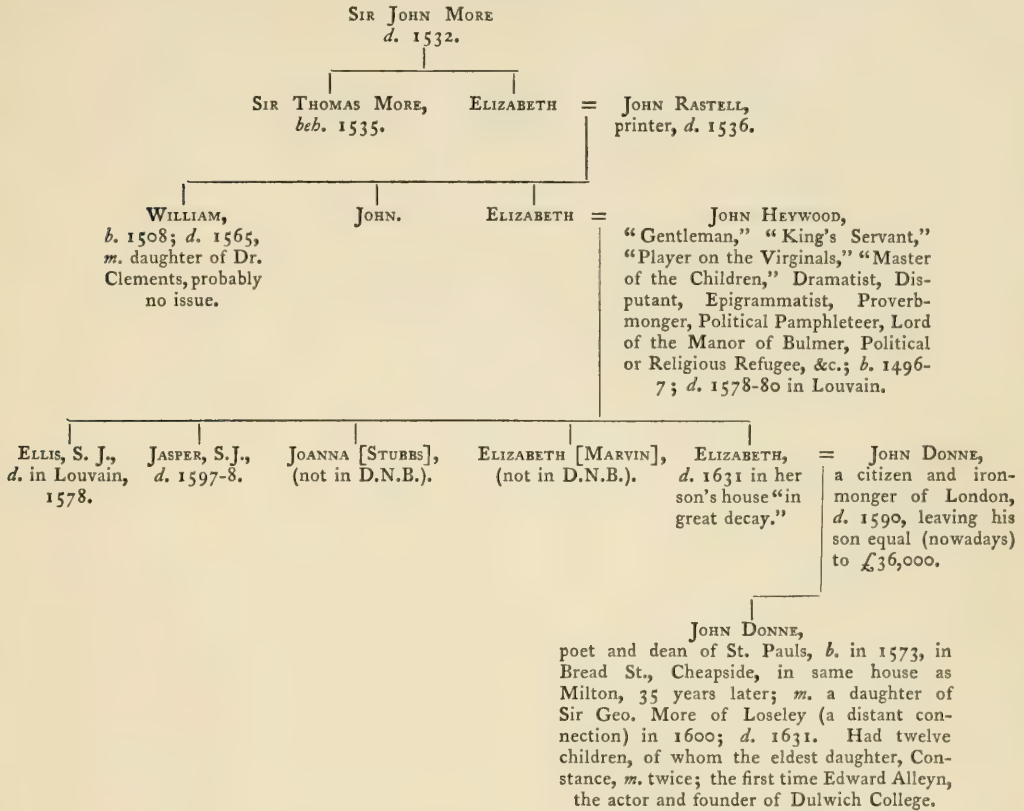 SIR JOHN MORE
d. 1532.
SIR THOMAS MORE,
beh. 1535.
ELIZABETH =
JOHN RASTELL,
printer, d. 1536.
WILLIAM,
b. 1508; d. 1565,
m. daughter of Dr.
Clements, probably
no issue.
JOHN.
ELIZABETH =
JOHN HEYWOOD,
“Gentleman,” “King's Servant,”
“Player on the Virginals,” “Master
of the Children,” Dramatist, Dis-
putant, Epigrammatist, Proverb-
monger, Political Pamphleteer, Lord
of the Manor of Bulmer, Political
or Religious Refugee, &c.; b. 1496-
7; d. 1578-80 in Louvain.
ELLIS, S. J.,
d. in Louvain,
1578.
JASPER, S.J.,
d. 1597-8.
JOANNA [STUBBS],
(not in D.N.B.).
ELIZABETH [MARVIN],
(not in D.N.B.).
ELIZABETH, =
d. 1631 in her
son's house “in
great decay.”
JOHN DONNE,
a citizen and iron-
monger of London,
d. 1590, leaving his
son equal (nowadays)
to £36,000.
JOHN DONNE,
poet and dean of St. Pauls, b. in 1573, in
Bread St., Cheapside, in same house as
Milton, 35 years later; m. a daughter of
Sir Geo. More of Loseley (a distant con-
nection) in 1600; d. 1631. Had twelve
children, of whom the eldest daughter, Con-
stance, m. twice; the first time Edward Alleyn,
the actor and founder of Dulwich College.